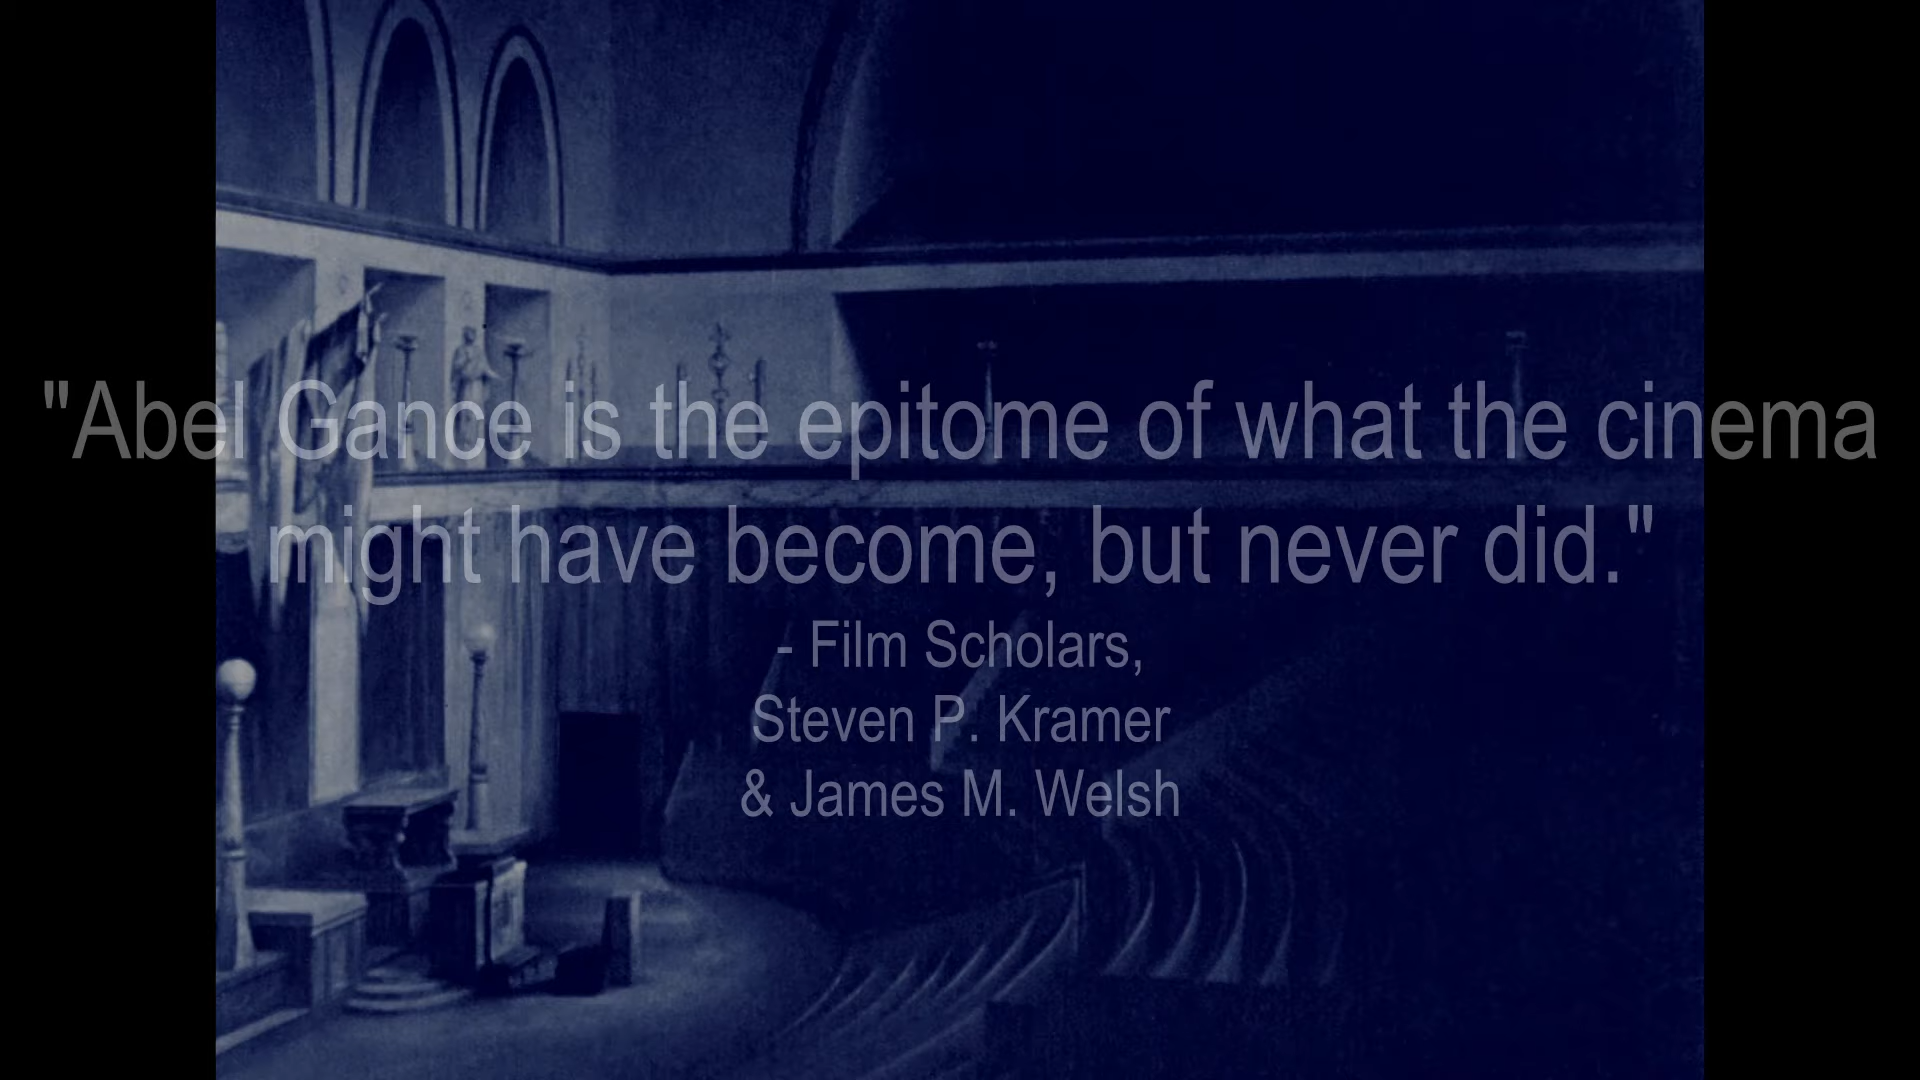 "Abel Gance is the epitome of what the cinema
might have become, but never did."
- Film Scholars,
Steven P. Kramer
& James M. Welsh